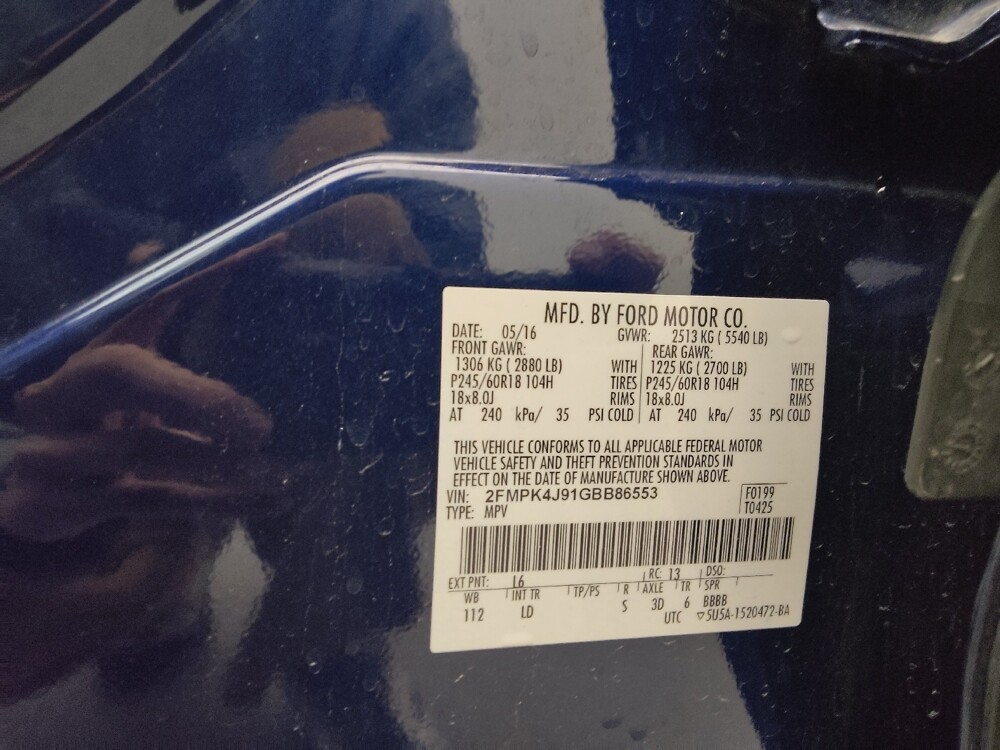 MFD. BY FORD MOTOR CO.
DATE: 05/16 GVWR: 2513 KG ( 5540 LB)
FRONT GAWR: REAR GAWR:
1306 KG ( 2880 LB) WITH 1225 KG ( 2700 LB) WITH
P245/60R18 104H TIRES P245/60R18 104H TIRES
18x8.0J RIMS 18x8.0J RIMS
AT 240 kPa/ 35 PSI COLD AT 240 kPa/ 35 PSI COLD
THIS VEHICLE CONFORMS TO ALL APPLICABLE FEDERAL MOTOR
VEHICLE SAFETY AND THEFT PREVENTION STANDARDS IN
EFFECT ON THE DATE OF MANUFACTURE SHOWN ABOVE.
VIN: 2FMPK4J91GBB86553 F0199
TYPE: MPV T0425
EXT PNT: L6 RC: 13 DSO:
WB INT TR TP/PS R AXLE TR SPR
112 LD S 3D 6 BBBB
UTC ▽5U5A-1520472-BA